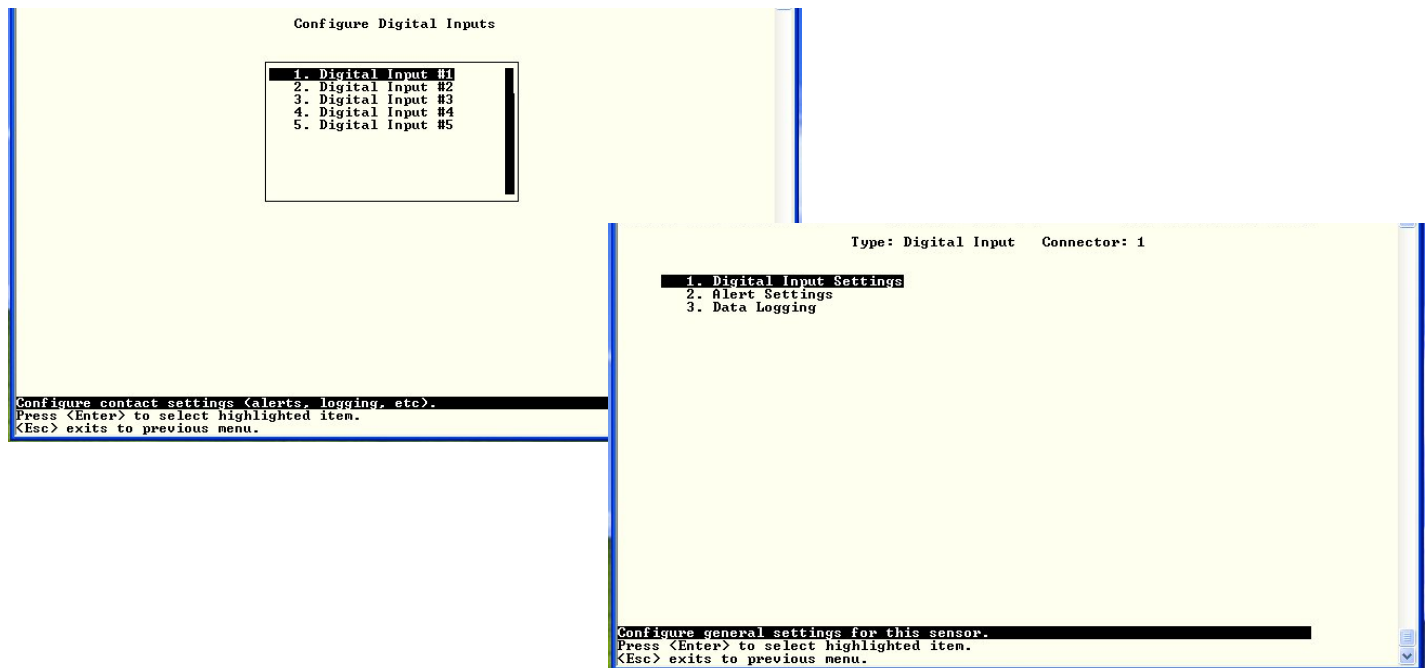 Configure Digital Inputs
1. Digital Input #1
2. Digital Input #2
3. Digital Input #3
4. Digital Input #4
5. Digital Input #5
Configure contact settings (alerts, logging, etc).
Press <Enter> to select highlighted item.
<Esc> exits to previous menu.
Type: Digital Input Connector: 1
1. Digital Input Settings
2. Alert Settings
3. Data Logging
Configure general settings for this sensor.
Press <Enter> to select highlighted item.
<Esc> exits to previous menu.